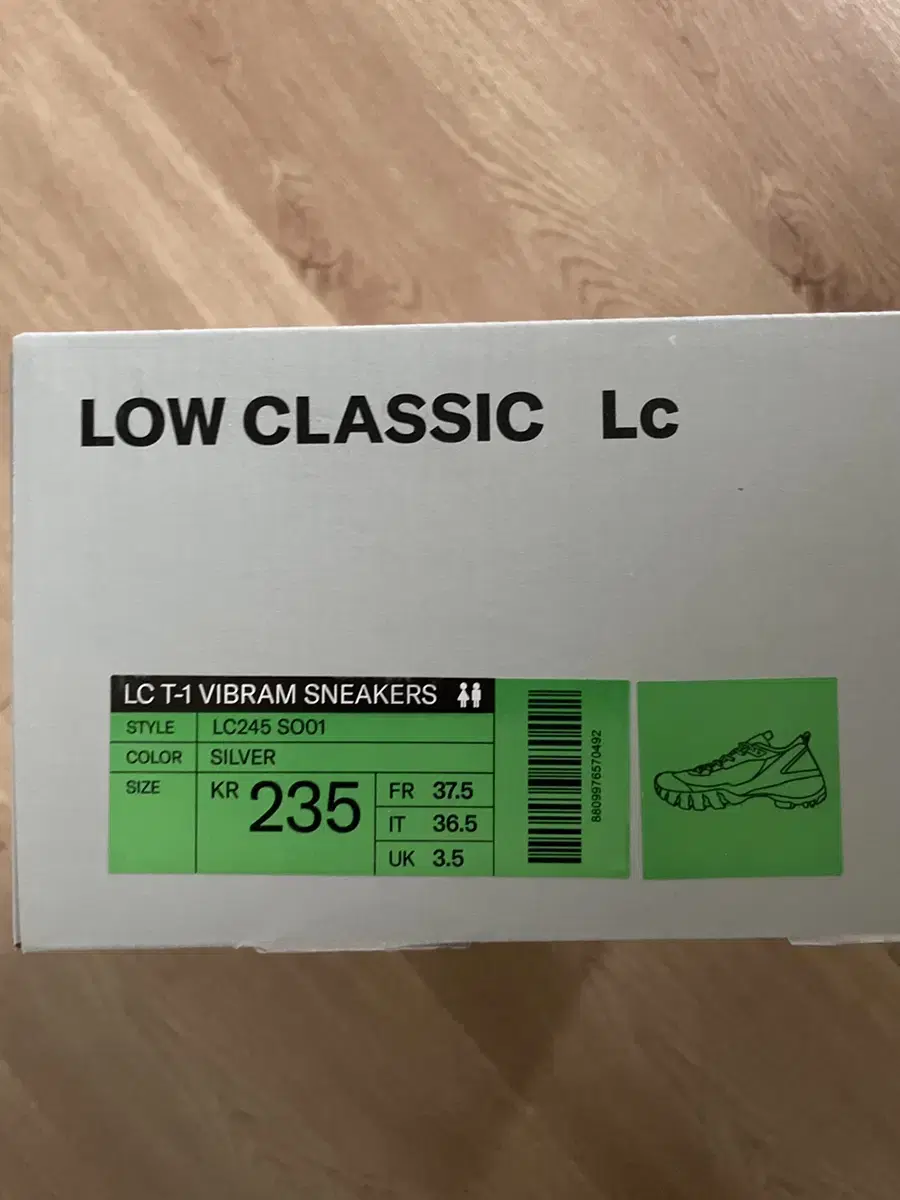 LOW CLASSIC Lc
LC T-1 VIBRAM SNEAKERS
STYLE LC245 SO01
COLOR SILVER
SIZE KR 235
FR 37.5
IT 36.5
UK 3.5
8809976570492